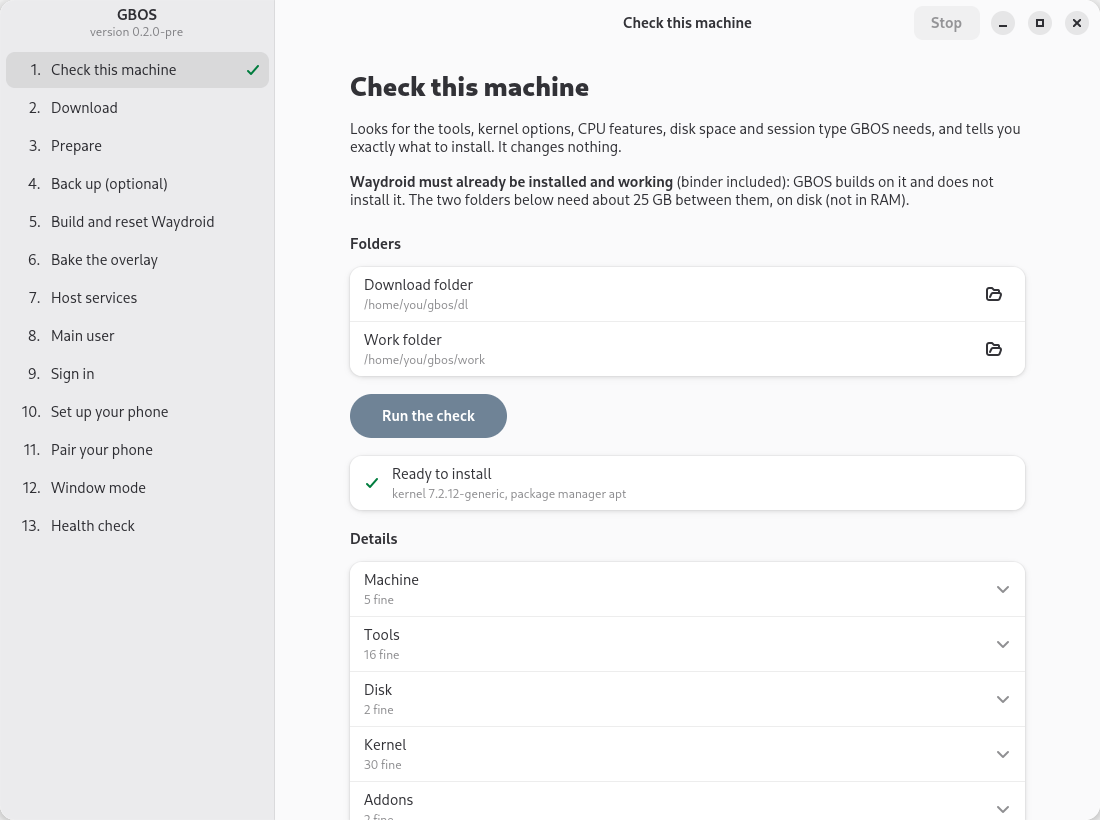 GBOS
version 0.2.0-pre
1. Check this machine
2. Download
3. Prepare
4. Back up (optional)
5. Build and reset Waydroid
6. Bake the overlay
7. Host services
8. Main user
9. Sign in
10. Set up your phone
11. Pair your phone
12. Window mode
13. Health check
Check this machine
Stop
Check this machine
Looks for the tools, kernel options, CPU features, disk space and session type GBOS needs, and tells you
exactly what to install. It changes nothing.
Waydroid must already be installed and working (binder included): GBOS builds on it and does not
install it. The two folders below need about 25 GB between them, on disk (not in RAM).
Folders
Download folder
/home/you/gbos/dl
Work folder
/home/you/gbos/work
Run the check
Ready to install
kernel 7.2.12-generic, package manager apt
Details
Machine
5 fine
Tools
16 fine
Disk
2 fine
Kernel
30 fine
Addons